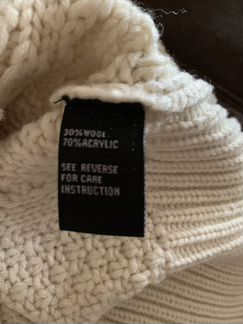 30%WOOL
70%ACRYLIC
SEE REVERSE
FOR CARE
INSTRUCTION